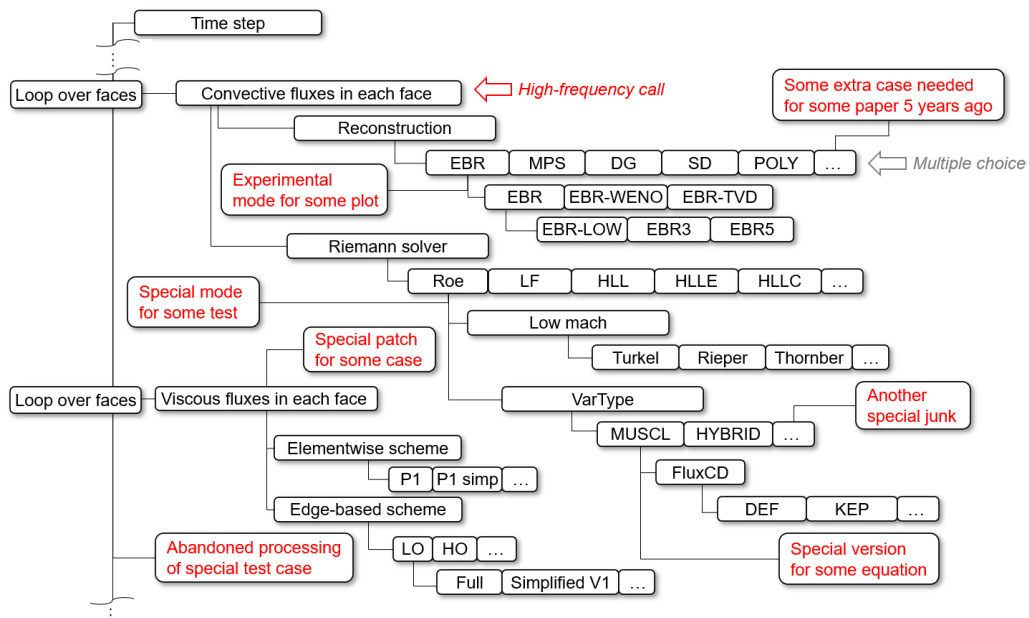 Time step
Loop over faces
Convective fluxes in each face
High-frequency call
Some extra case needed
for some paper 5 years ago
Reconstruction
EBR MPS DG SD POLY ...
Multiple choice
Experimental
mode for some plot
EBR EBR-WENO EBR-TVD
EBR-LOW EBR3 EBR5
Riemann solver
Roe LF HLL HLLE HLLC ...
Special mode
for some test
Low mach
Special patch
for some case
Turkel Rieper Thornber ...
Loop over faces
Viscous fluxes in each face
VarType
Another
special junk
MUSCL HYBRID ...
Elementwise scheme
P1 P1 simp ...
FluxCD
Edge-based scheme
DEF KEP ...
LO HO ...
Abandoned processing
of special test case
Special version
for some equation
Full Simplified V1 ...